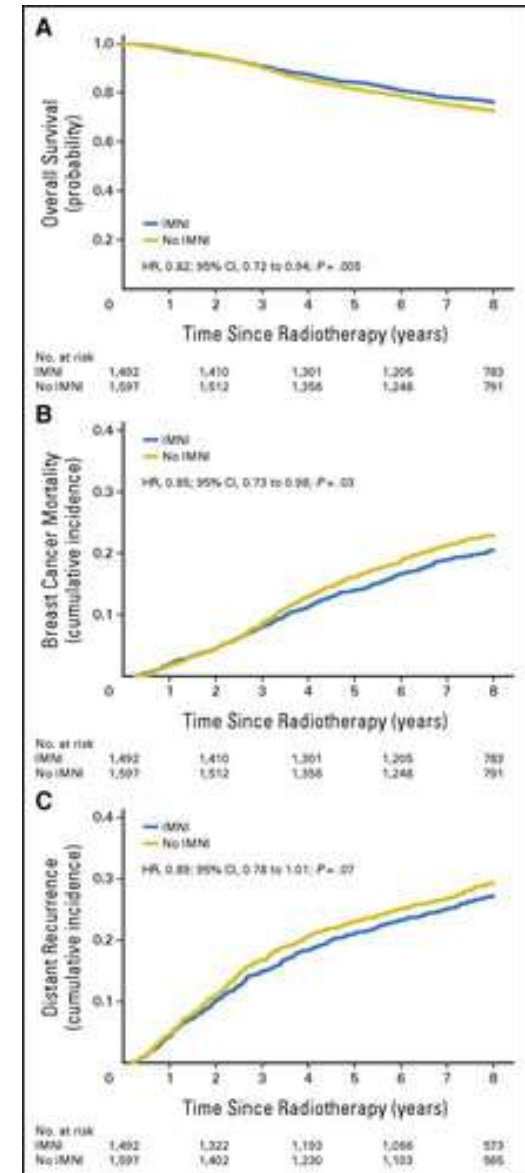 A
Overall Survival
(probability)
1.0
0.8
0.6
0.4
0.2
IMNI
No IMNI
HR, 0.82; 95% CI, 0.72 to 0.94; P = .005
0 1 2 3 4 5 6 7 8
Time Since Radiotherapy (years)
No. at risk
IMNI 1,492 1,410 1,301 1,205 783
No IMNI 1,597 1,512 1,356 1,246 791
B
Breast Cancer Mortality
(cumulative incidence)
0.4
0.3
0.2
0.1
IMNI
No IMNI
HR, 0.85; 95% CI, 0.73 to 0.98; P = .03
0 1 2 3 4 5 6 7 8
Time Since Radiotherapy (years)
No. at risk
IMNI 1,492 1,410 1,301 1,205 783
No IMNI 1,597 1,512 1,356 1,246 791
C
Distant Recurrence
(cumulative incidence)
0.4
0.3
0.2
0.1
IMNI
No IMNI
HR, 0.89; 95% CI, 0.78 to 1.01; P = .07
0 1 2 3 4 5 6 7 8
Time Since Radiotherapy (years)
No. at risk
IMNI 1,492 1,322 1,193 573
No IMNI 1,597 1,402 1,230 1,103